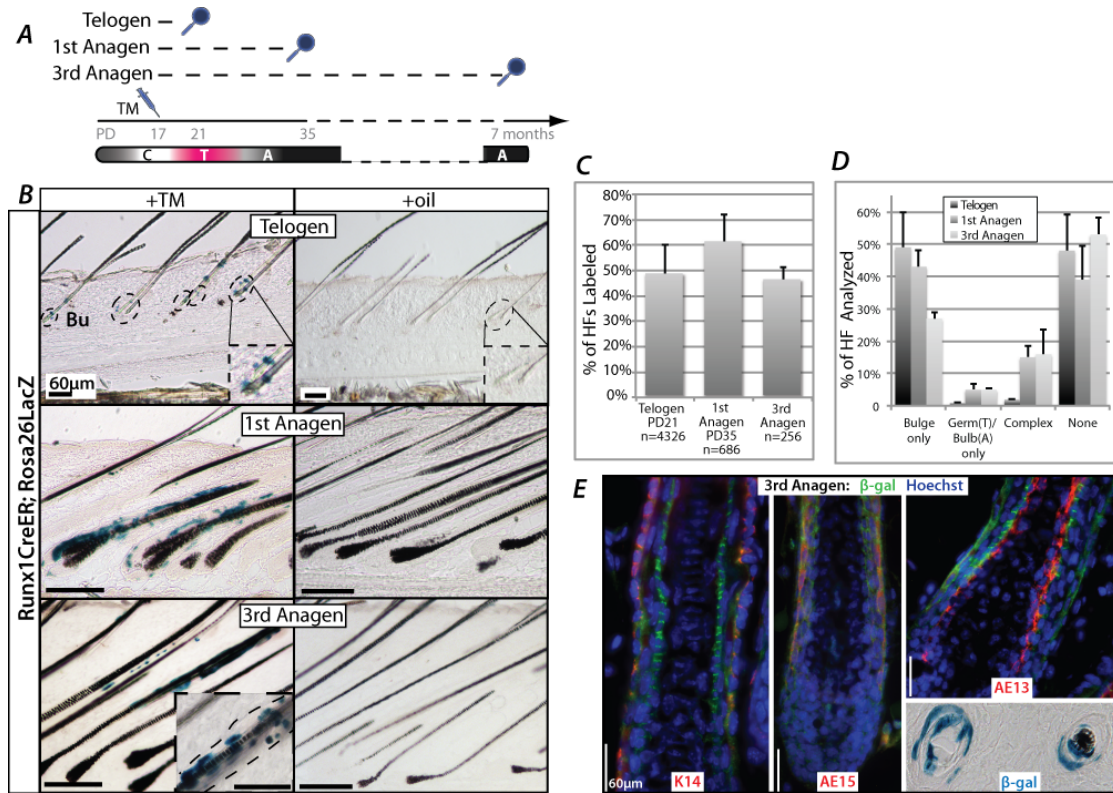 A
Telogen
1st Anagen
3rd Anagen
TM
PD 17 21 35 7 months
C T A A
B
+TM +oil
Runx1CreER; Rosa26LacZ
Telogen
Bu
60µm
1st Anagen
3rd Anagen
C
% of HFs Labeled
80%
70%
60%
50%
40%
30%
20%
10%
0%
Telogen PD21 n=4326
1st Anagen PD35 n=686
3rd Anagen n=256
D
% of HF Analyzed
Telogen
1st Anagen
3rd Anagen
60%
50%
40%
30%
20%
10%
0
Bulge only
Germ(T)/ Bulb(A) only
Complex
None
E
3rd Anagen: β-gal Hoechst
60µm
K14
AE15
AE13
β-gal